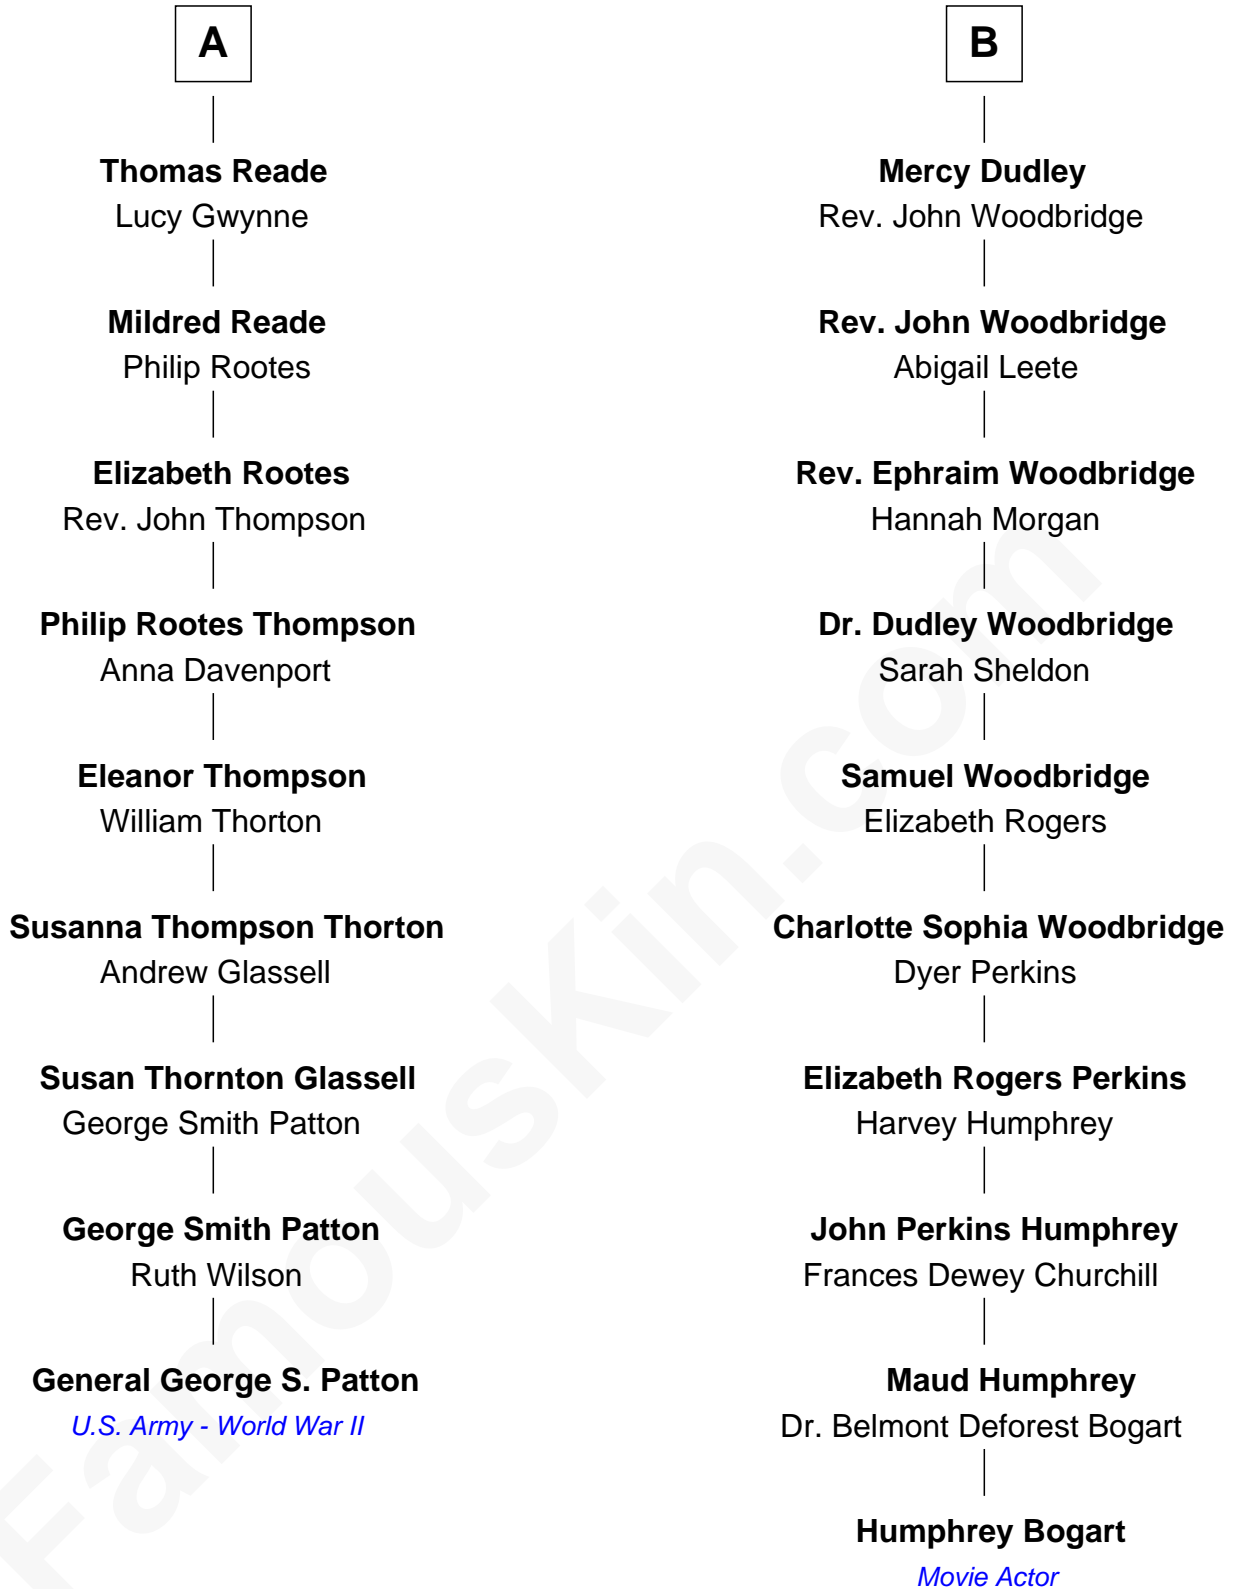 A
Thomas Reade
Lucy Gwynne
Mildred Reade
Philip Rootes
Elizabeth Rootes
Rev. John Thompson
Philip Rootes Thompson
Anna Davenport
Eleanor Thompson
William Thorton
Susanna Thompson Thorton
Andrew Glassell
Susan Thornton Glassell
George Smith Patton
George Smith Patton
Ruth Wilson
General George S. Patton
U.S. Army - World War II
B
Mercy Dudley
Rev. John Woodbridge
Rev. John Woodbridge
Abigail Leete
Rev. Ephraim Woodbridge
Hannah Morgan
Dr. Dudley Woodbridge
Sarah Sheldon
Samuel Woodbridge
Elizabeth Rogers
Charlotte Sophia Woodbridge
Dyer Perkins
Elizabeth Rogers Perkins
Harvey Humphrey
John Perkins Humphrey
Frances Dewey Churchill
Maud Humphrey
Dr. Belmont Deforest Bogart
Humphrey Bogart
Movie Actor
FamousKin.com